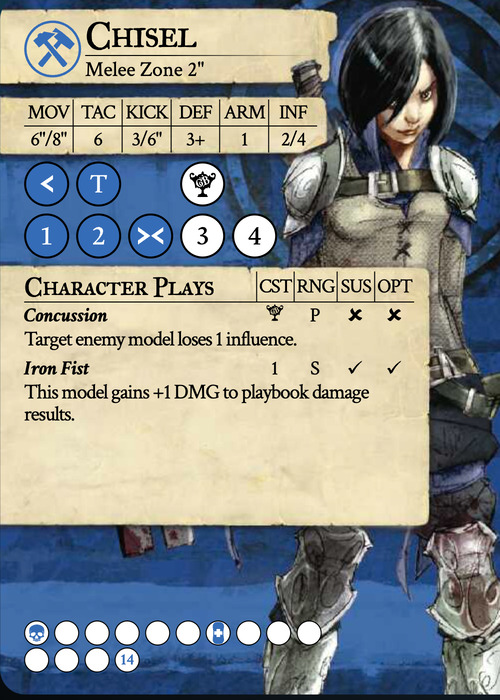 Chisel
Melee Zone 2"
MOV TAC KICK DEF ARM INF
6"/8" 6 3/6" 3+ 1 2/4
< T GB
1 2 >< 3 4
Character Plays CST RNG SUS OPT
Concussion GB P ✘ ✘
Target enemy model loses 1 influence.
Iron Fist 1 S ✓ ✓
This model gains +1 DMG to playbook damage
results.
14